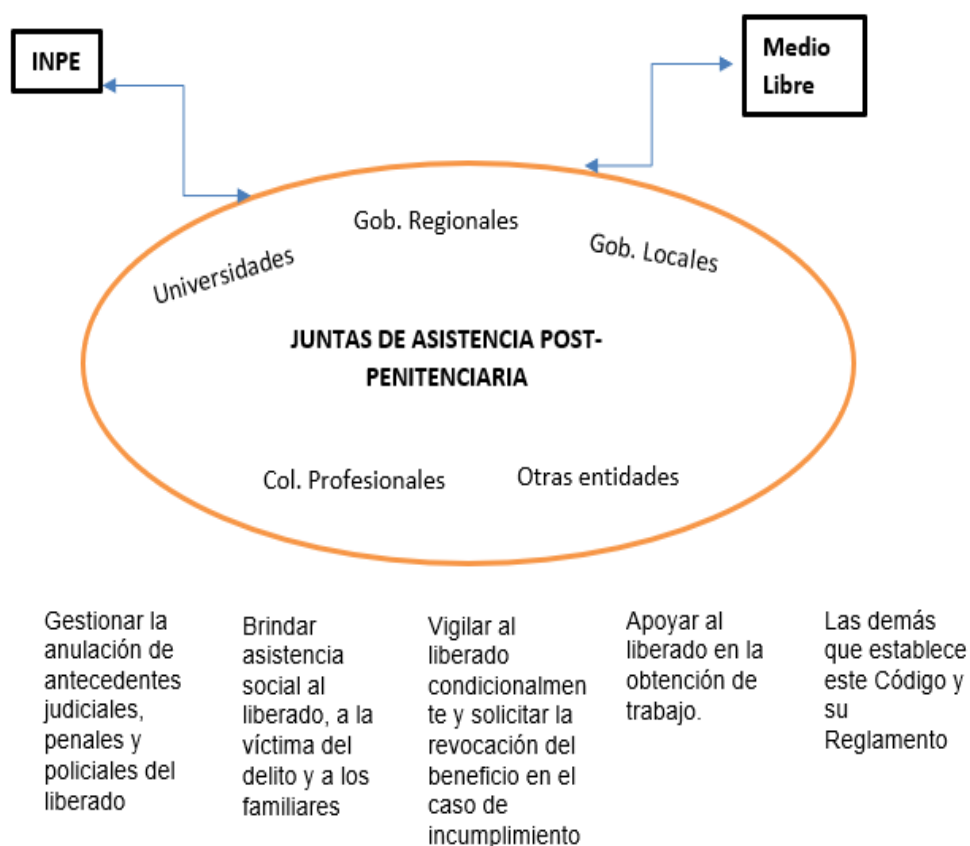 INPE
Medio
Libre
Gob. Regionales
Universidades
Gob. Locales
JUNTAS DE ASISTENCIA POST-
PENITENCIARIA
Col. Profesionales
Otras entidades
Gestionar la
anulación de
antecedentes
judiciales,
penales y
policiales del
liberado
Brindar
asistencia
social al
liberado, a la
víctima del
delito y a los
familiares
Vigilar al
liberado
condicionalmen
te y solicitar la
revocación del
beneficio en el
caso de
incumplimiento
Apoyar al
liberado en la
obtención de
trabajo.
Las demás
que establece
este Código y
su
Reglamento